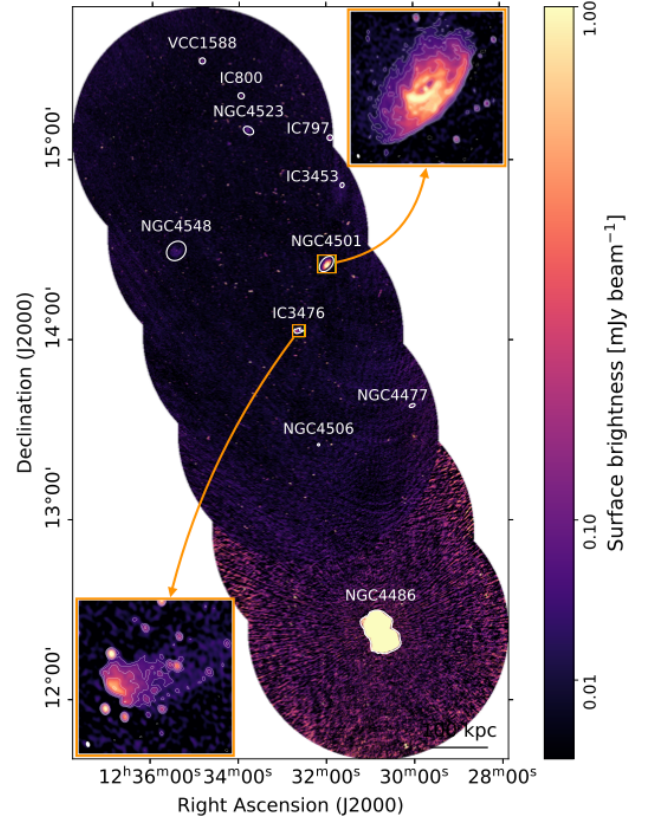 VCC1588
IC800
NGC4523
IC797
IC3453
NGC4548
NGC4501
IC3476
NGC4477
NGC4506
NGC4486
100 kpc
15°00'
14°00'
13°00'
12°00'
Declination (J2000)
12ʰ36ᵐ00ˢ 34ᵐ00ˢ 32ᵐ00ˢ 30ᵐ00ˢ 28ᵐ00ˢ
Right Ascension (J2000)
1.00
0.10
0.01
Surface brightness [mJy beam⁻¹]